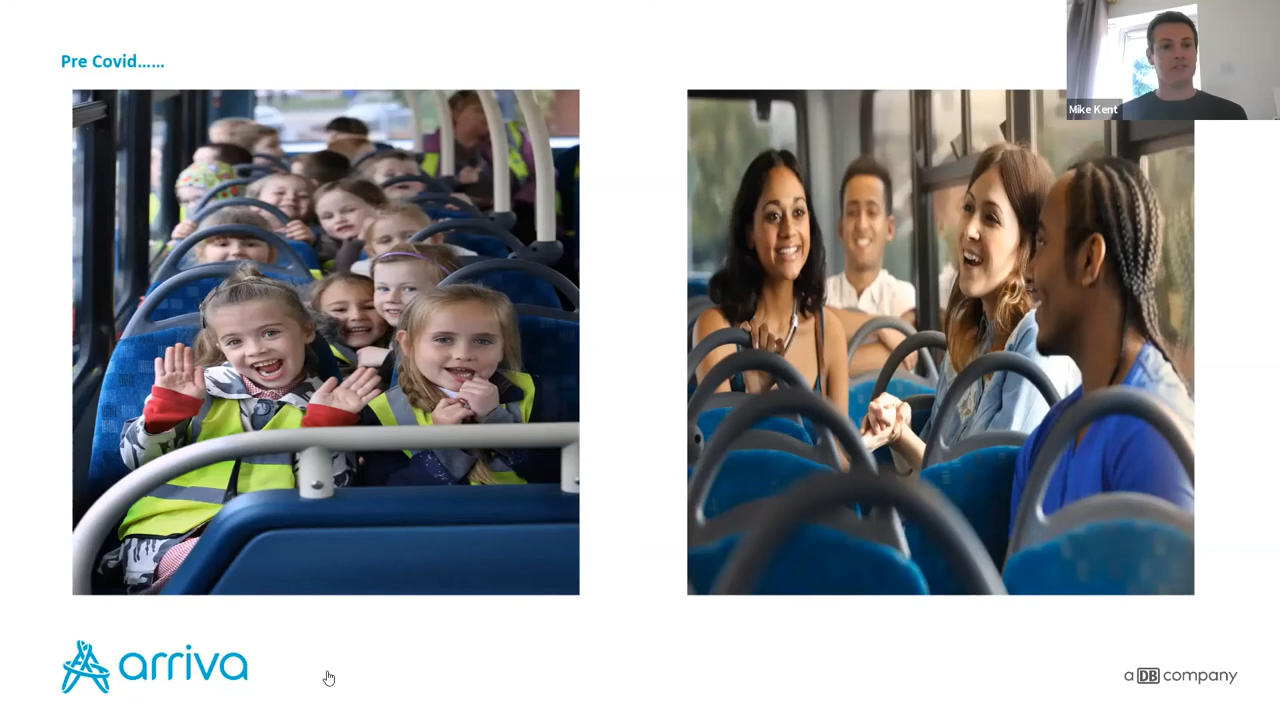 Pre Covid......
Mike Kent
arriva
a DB company